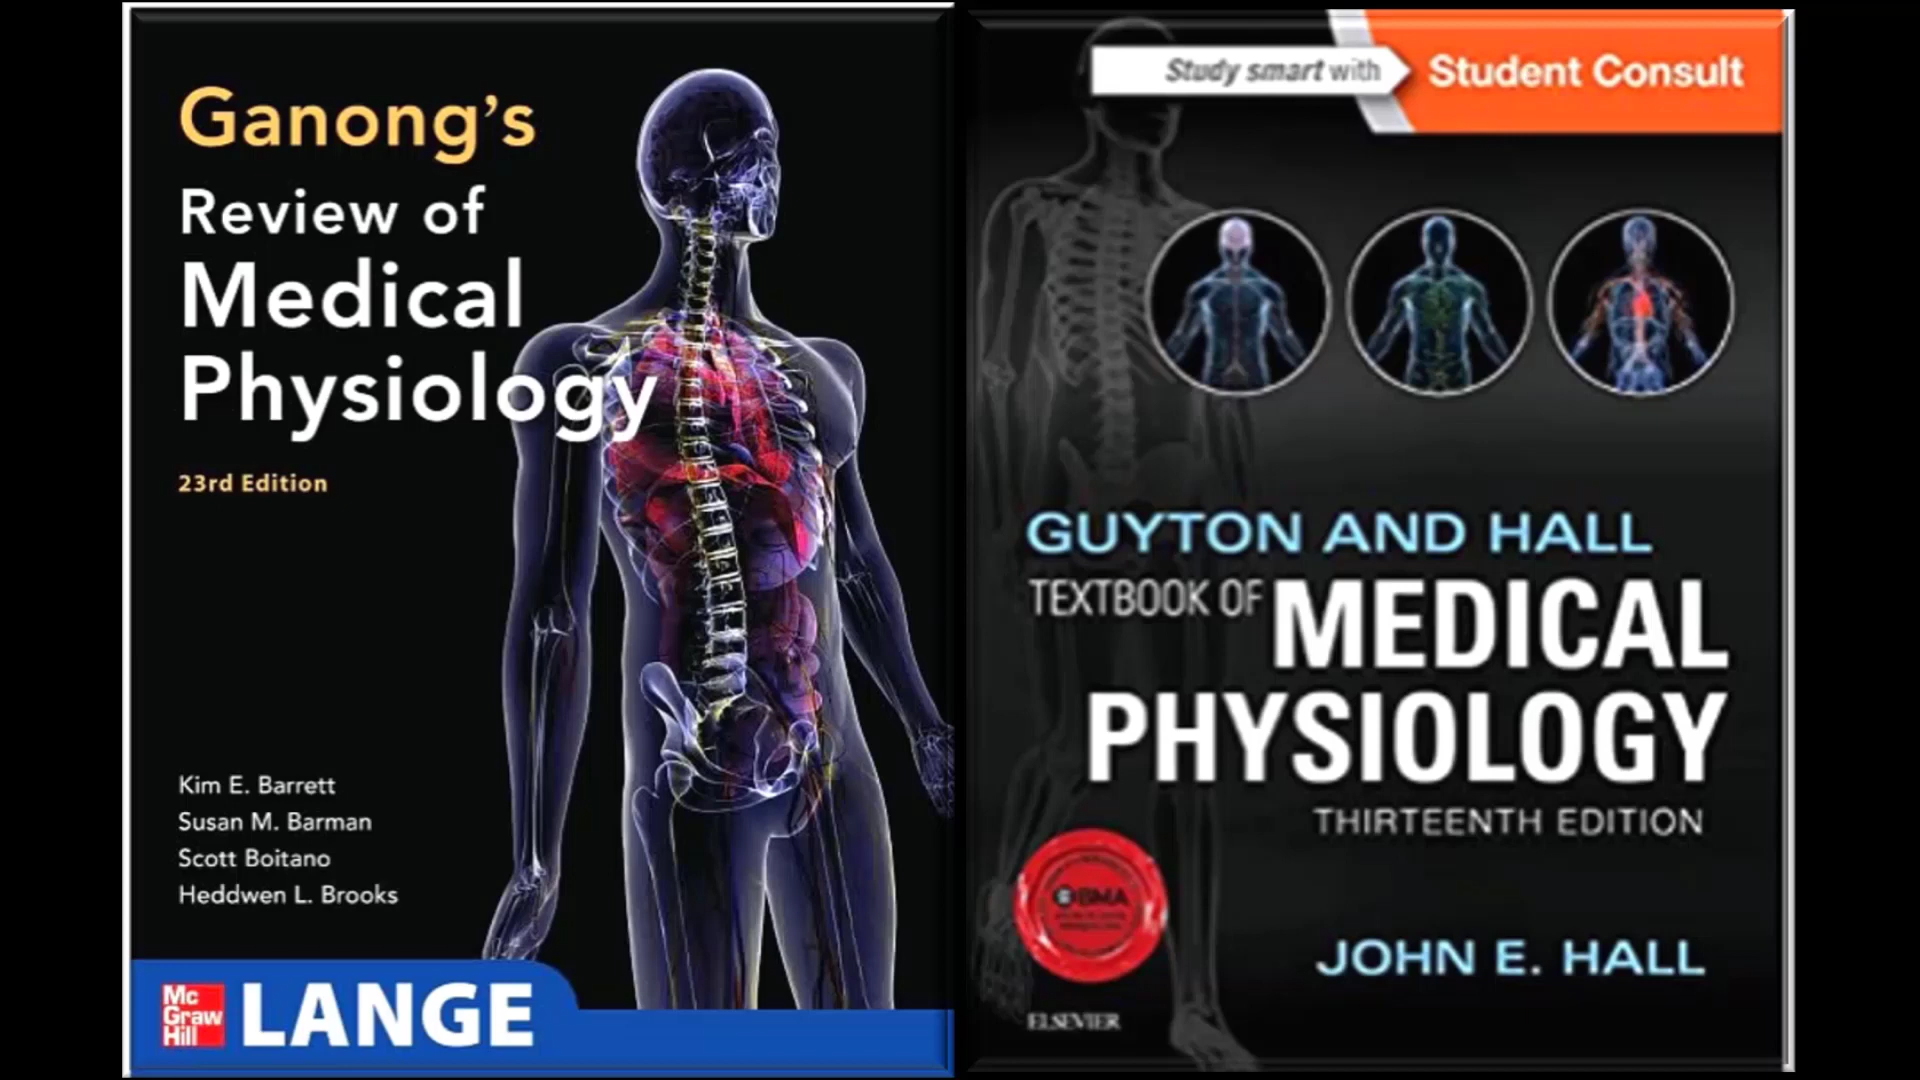 Ganong's
Review of
Medical
Physiology
23rd Edition
Kim E. Barrett
Susan M. Barman
Scott Boitano
Heddwen L. Brooks
Mc
Graw
Hill
LANGE
Study smart with
Student Consult
GUYTON AND HALL
TEXTBOOK OF MEDICAL
PHYSIOLOGY
THIRTEENTH EDITION
BMA
JOHN E. HALL
ELSEVIER